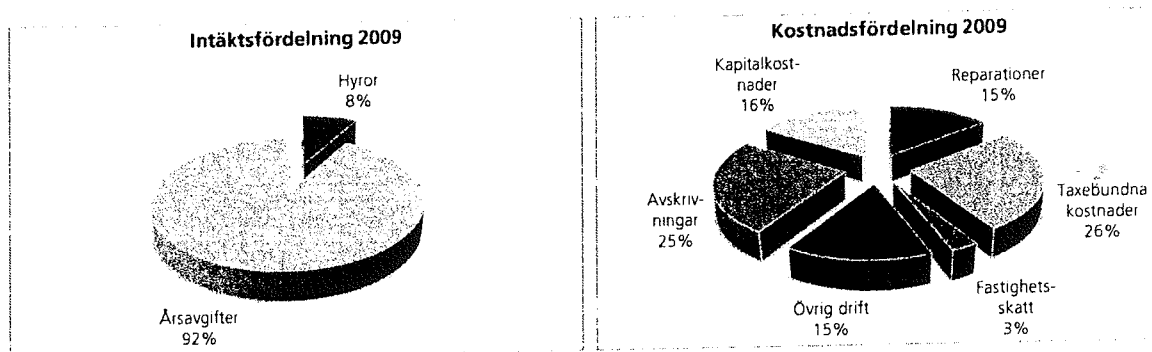 Intäktsfördelning 2009
Hyror
8%
Årsavgifter
92%
Kostnadsfördelning 2009
Kapitalkost-
nader
16%
Reparationer
15%
Avskriv-
ningar
25%
Taxebundna
kostnader
26%
Övrig drift
15%
Fastighets-
skatt
3%